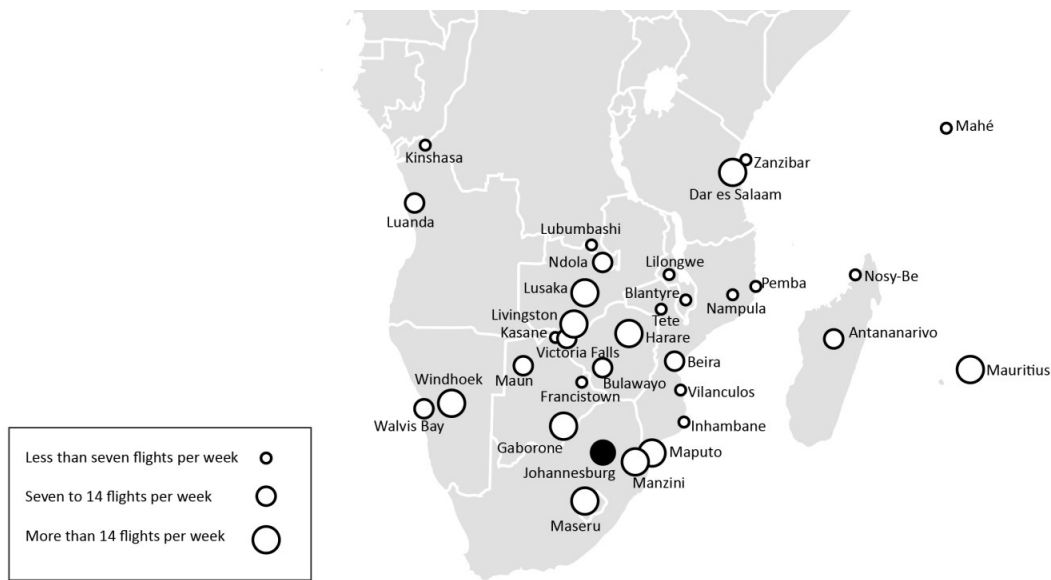 Mahé
Kinshasa
Zanzibar
Dar es Salaam
Luanda
Lubumbashi
Ndola
Lilongwe
Pemba
Nosy-Be
Lusaka
Blantyre
Nampula
Livingston
Tete
Kasane
Harare
Antananarivo
Victoria Falls
Beira
Mauritius
Maun
Bulawayo
Windhoek
Francistown
Vilanculos
Walvis Bay
Inhambane
Gaborone
Maputo
Johannesburg
Manzini
Maseru
Less than seven flights per week
Seven to 14 flights per week
More than 14 flights per week